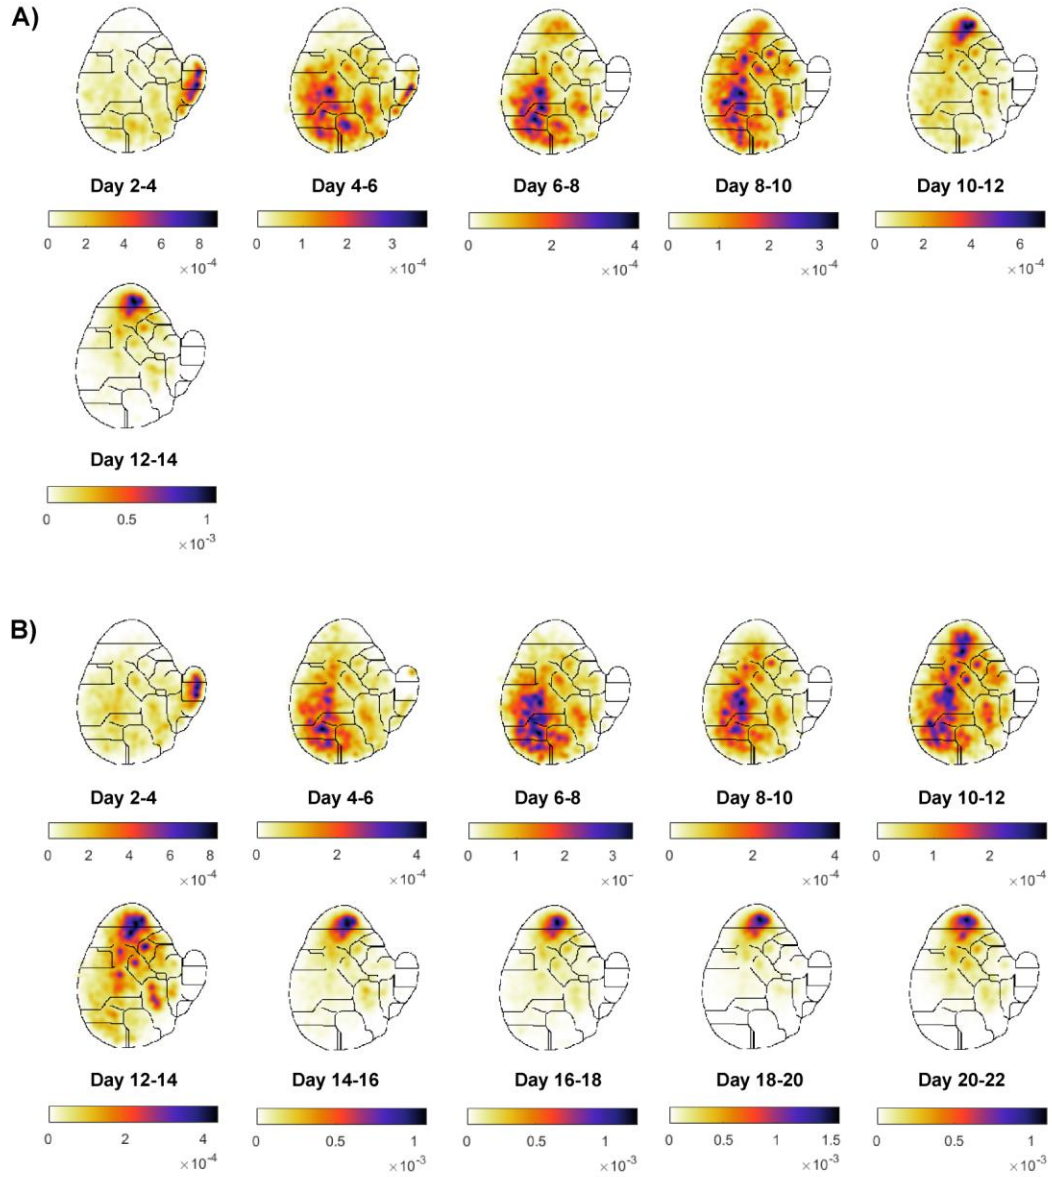 A)
Day 2-4 Day 4-6 Day 6-8 Day 8-10 Day 10-12
0 2 4 6 8 0 1 2 3 0 2 4 0 1 2 3 0 2 4 6
×10-4 ×10-4 ×10-4 ×10-4 ×10-4
Day 12-14
0 0.5 1
×10-3
B)
Day 2-4 Day 4-6 Day 6-8 Day 8-10 Day 10-12
0 2 4 6 8 0 2 4 0 1 2 3 0 2 4 0 1 2
×10-4 ×10-4 ×10- ×10-4 ×10-4
Day 12-14 Day 14-16 Day 16-18 Day 18-20 Day 20-22
0 2 4 0 0.5 1 0 0.5 1 0 0.5 1 1.5 0 0.5 1
×10-4 ×10-3 ×10-3 ×10-3 ×10-3